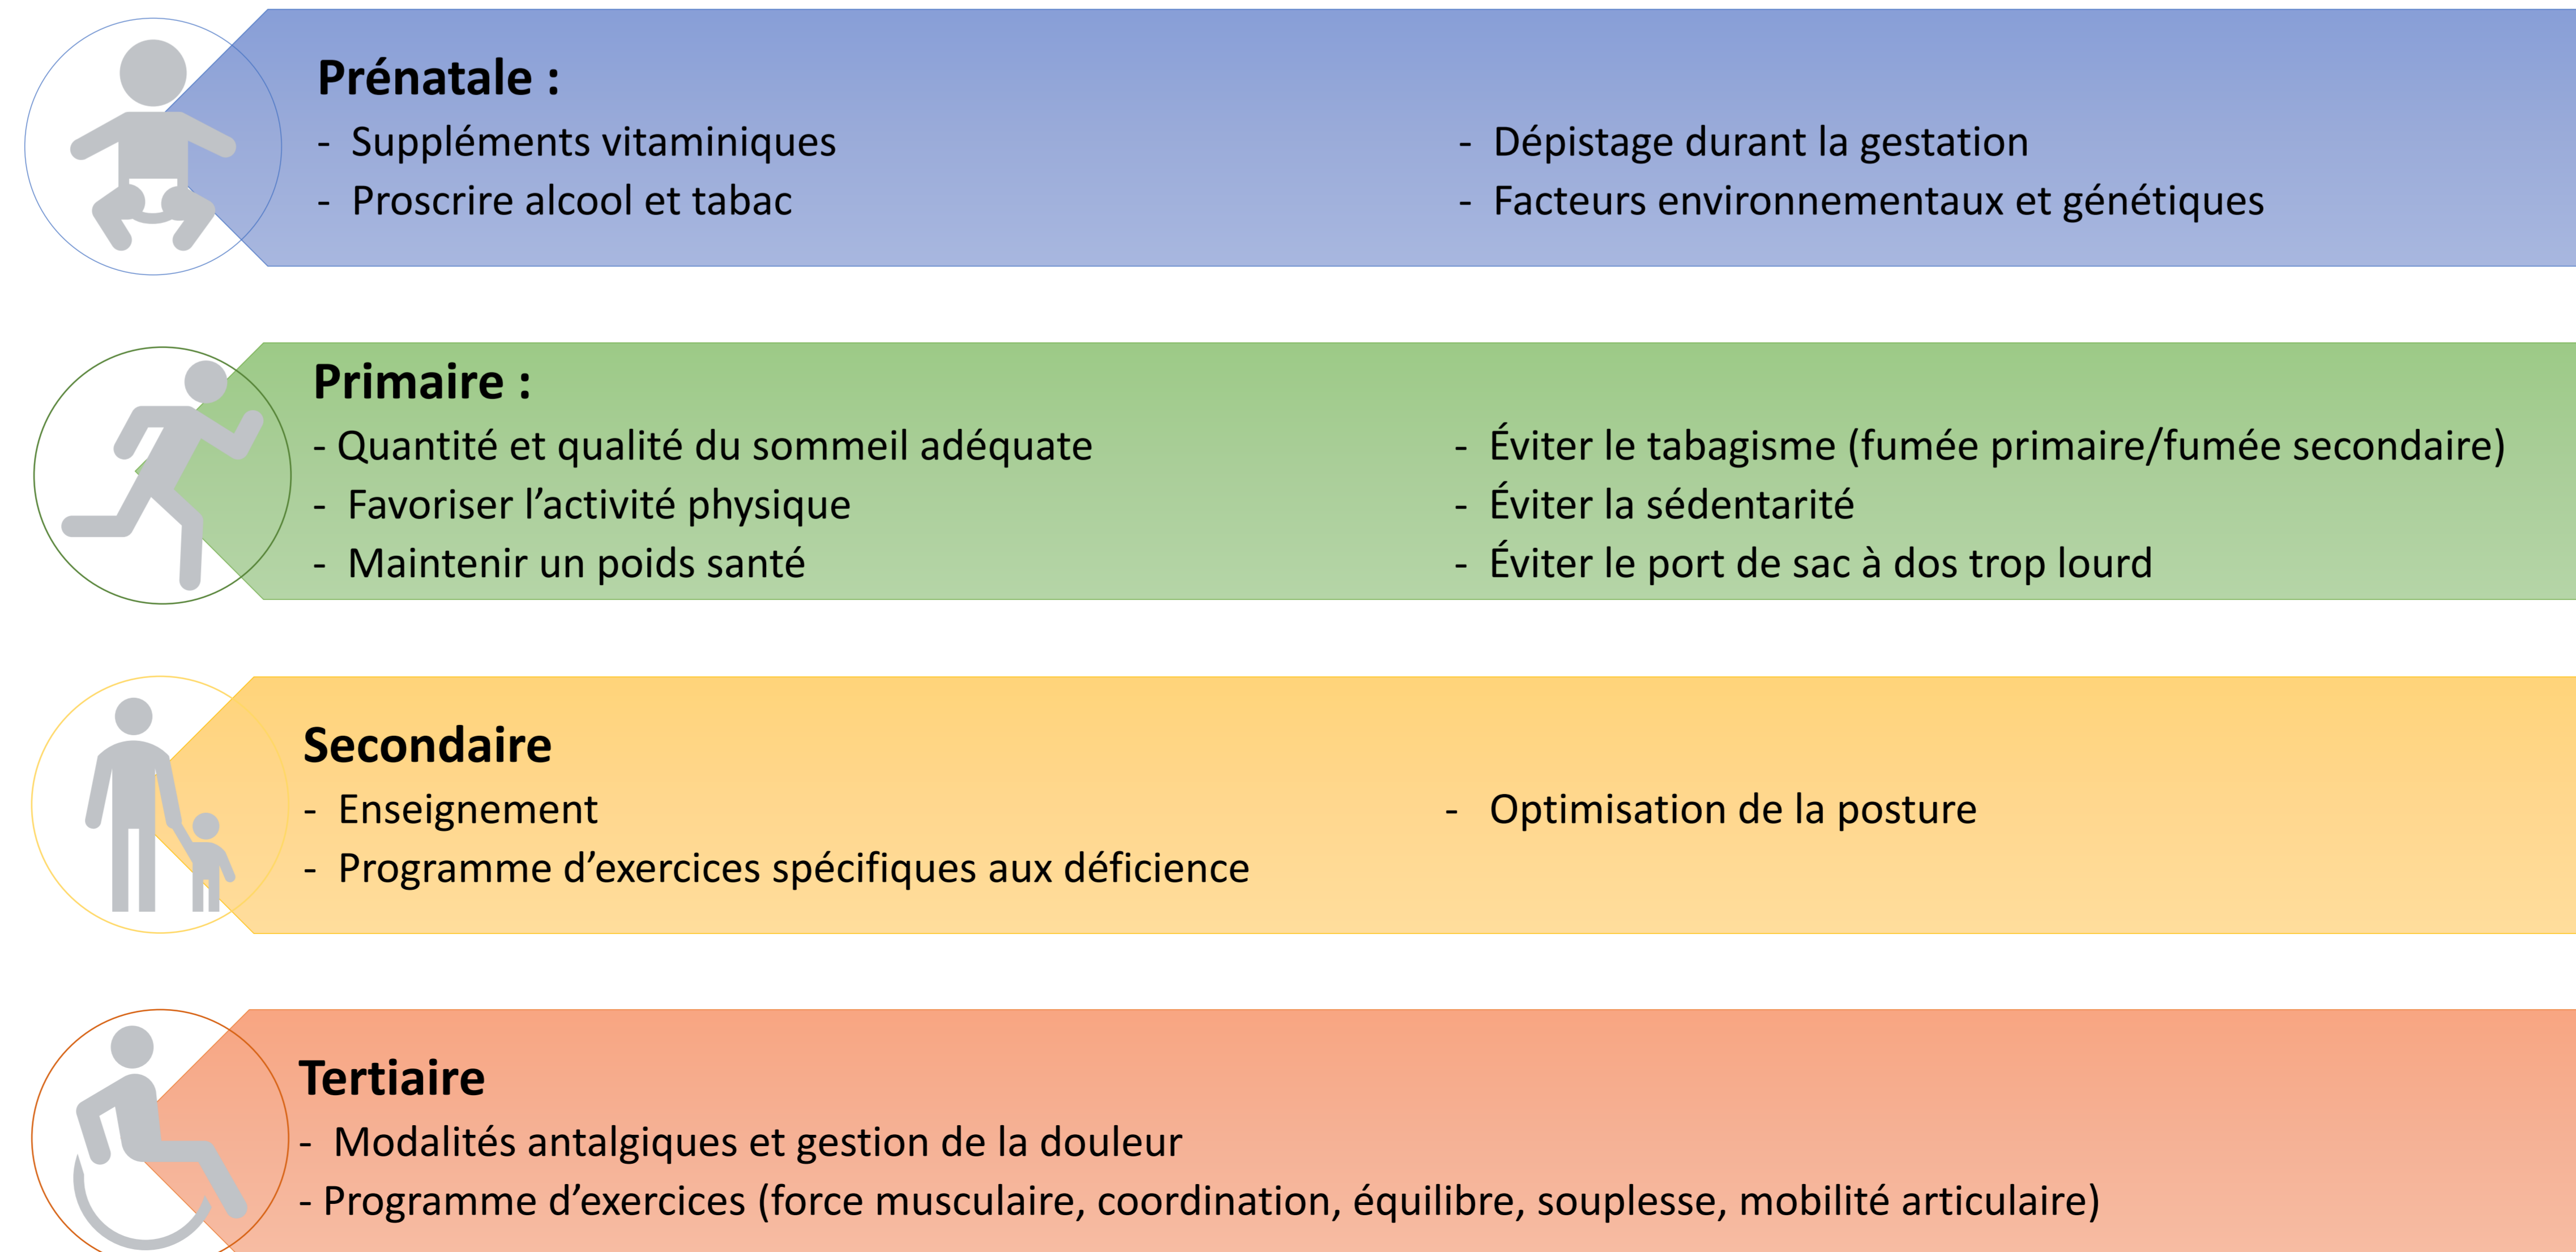 Prénatale :
- Suppléments vitaminiques
- Proscrire alcool et tabac
- Dépistage durant la gestation
- Facteurs environnementaux et génétiques
Primaire :
- Quantité et qualité du sommeil adéquate
- Favoriser l’activité physique
- Maintenir un poids santé
- Éviter le tabagisme (fumée primaire/fumée secondaire)
- Éviter la sédentarité
- Éviter le port de sac à dos trop lourd
Secondaire
- Enseignement
- Programme d’exercices spécifiques aux déficience
- Optimisation de la posture
Tertiaire
- Modalités antalgiques et gestion de la douleur
- Programme d’exercices (force musculaire, coordination, équilibre, souplesse, mobilité articulaire)